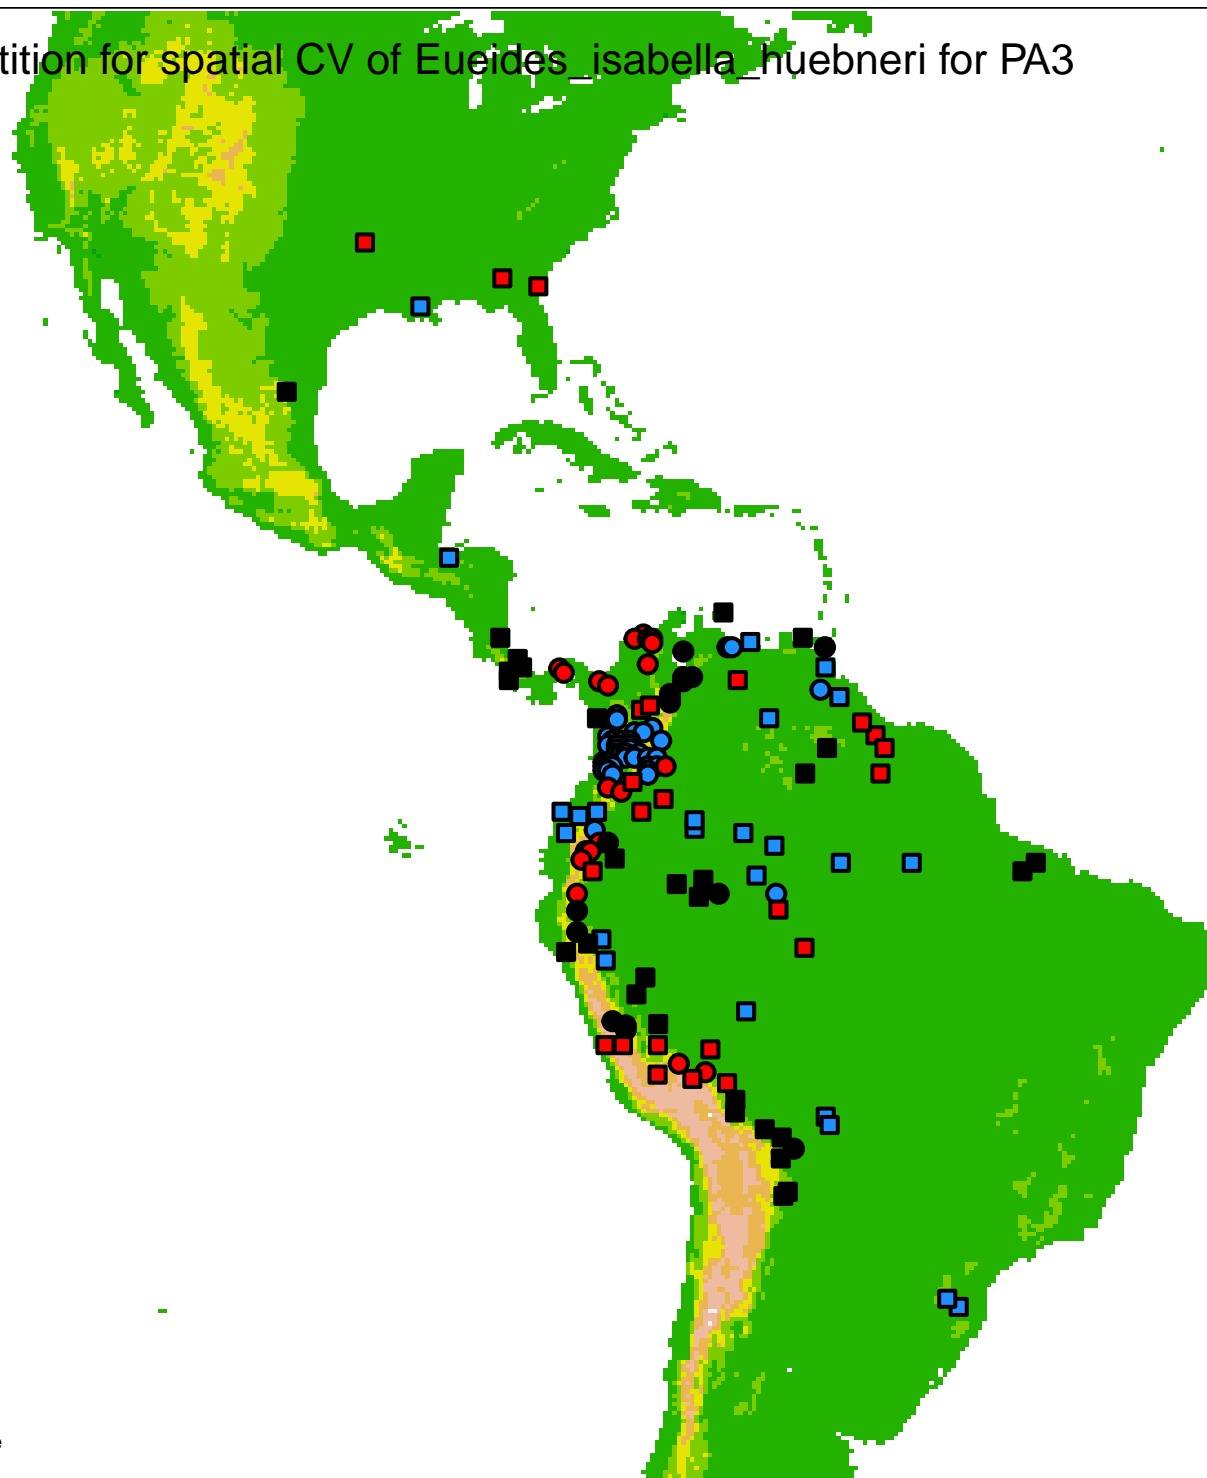 tition for spatial CV of Eueides_isabella_huebneri for PA3